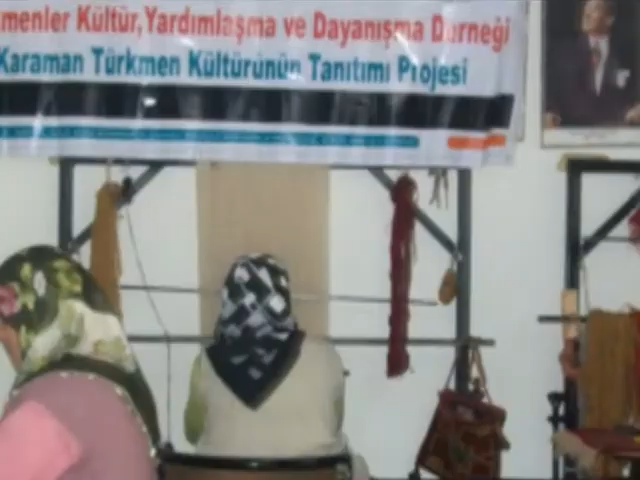 menler Kültür,Yardımlaşma ve Dayanışma Derneği
Karaman Türkmen Kültürünün Tanıtımı Projesi